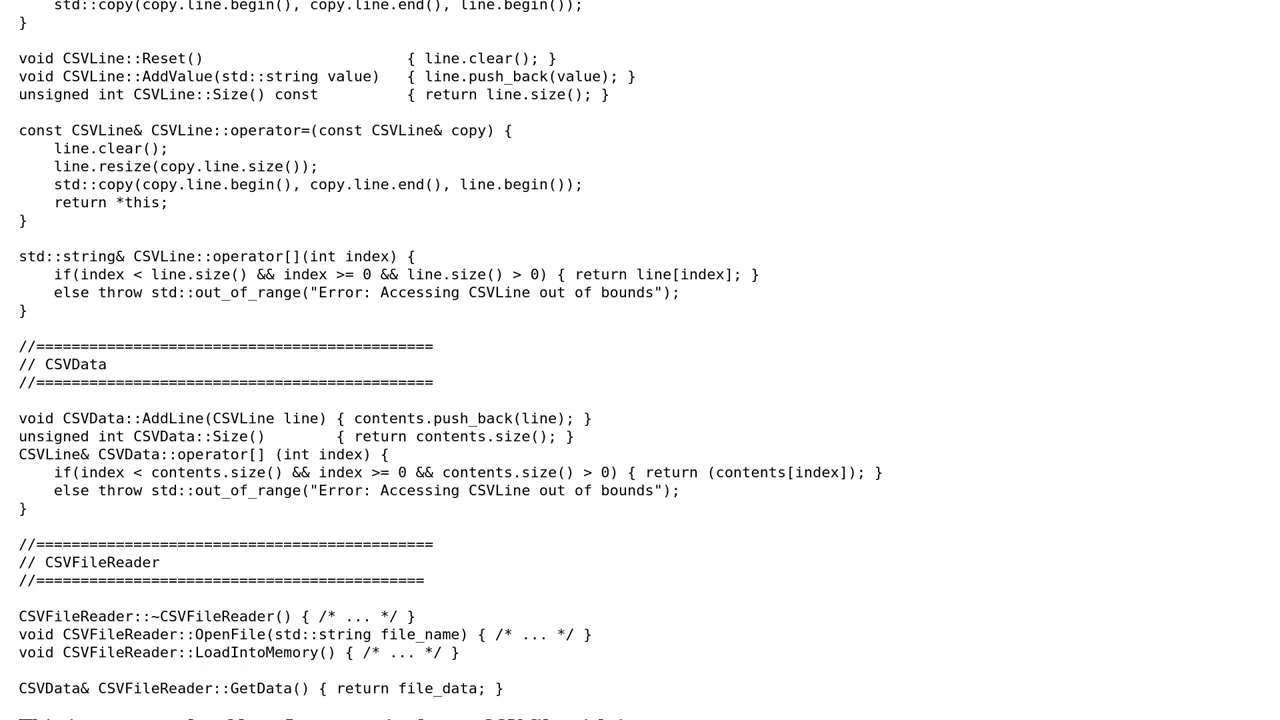 std::copy(copy.line.begin(), copy.line.end(), line.begin());
}

void CSVLine::Reset()                       { line.clear(); }
void CSVLine::AddValue(std::string value)   { line.push_back(value); }
unsigned int CSVLine::Size() const          { return line.size(); }

const CSVLine& CSVLine::operator=(const CSVLine& copy) {
    line.clear();
    line.resize(copy.line.size());
    std::copy(copy.line.begin(), copy.line.end(), line.begin());
    return *this;
}

std::string& CSVLine::operator[](int index) {
    if(index < line.size() && index >= 0 && line.size() > 0) { return line[index]; }
    else throw std::out_of_range("Error: Accessing CSVLine out of bounds");
}

//=============================================
// CSVData
//=============================================

void CSVData::AddLine(CSVLine line) { contents.push_back(line); }
unsigned int CSVData::Size()        { return contents.size(); }
CSVLine& CSVData::operator[] (int index) {
    if(index < contents.size() && index >= 0 && contents.size() > 0) { return (contents[index]); }
    else throw std::out_of_range("Error: Accessing CSVLine out of bounds");
}

//=============================================
// CSVFileReader
//============================================

CSVFileReader::~CSVFileReader() { /* ... */ }
void CSVFileReader::OpenFile(std::string file_name) { /* ... */ }
void CSVFileReader::LoadIntoMemory() { /* ... */ }

CSVData& CSVFileReader::GetData() { return file_data; }